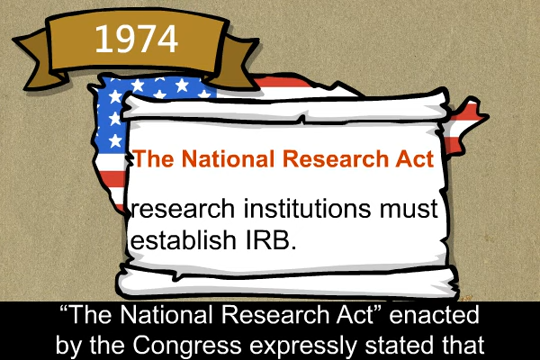 1974
The National Research Act
research institutions must
establish IRB.
“The National Research Act” enacted
by the Congress expressly stated that